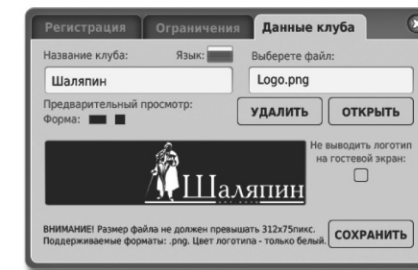 Регистрация Ограничения Данные клуба
Название клуба: Язык: Выберете файл:
Шаляпин Logo.png
Предварительный просмотр:
Форма:
УДАЛИТЬ ОТКРЫТЬ
Не выводить логотип
на гостевой экран:
Шаляпин
ВНИМАНИЕ! Размер файла не должен превышать 312x75пикс.
Поддерживаемые форматы: .png. Цвет логотипа - только белый.
СОХРАНИТЬ